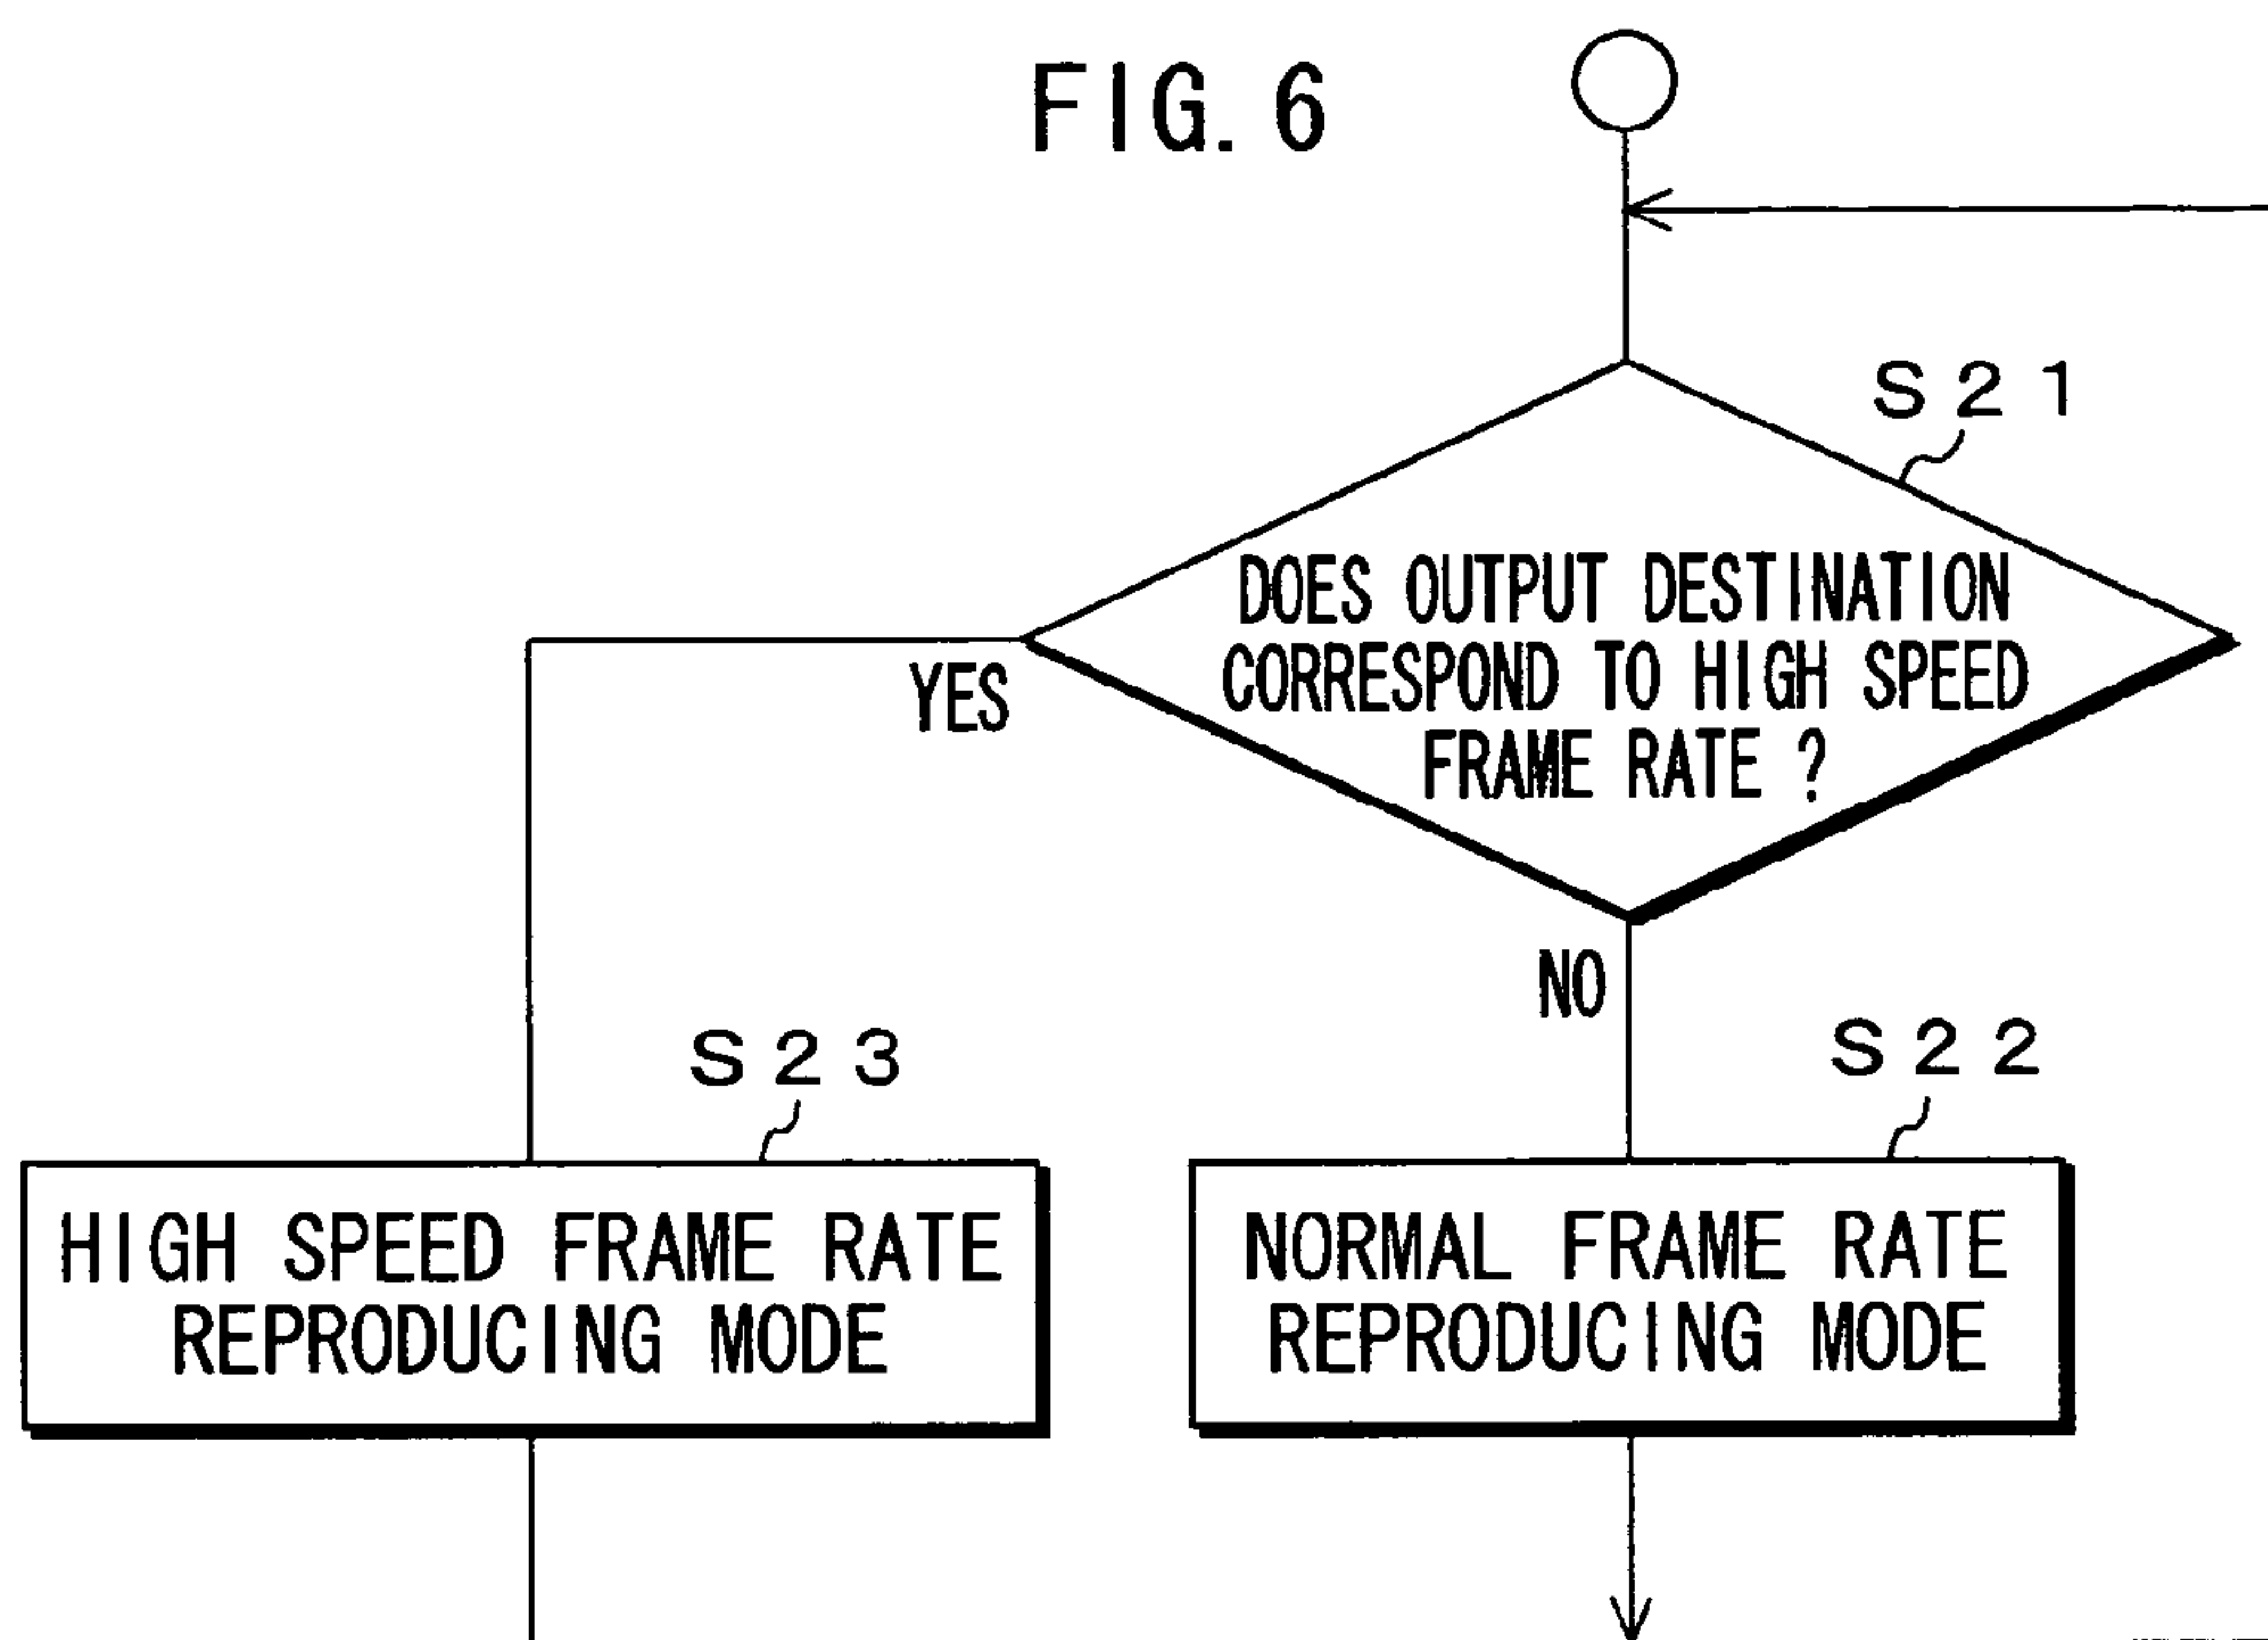 FIG. 6
S21
DOES OUTPUT DESTINATION
CORRESPOND TO HIGH SPEED
FRAME RATE ?
YES
NO
S23
S22
HIGH SPEED FRAME RATE
REPRODUCING MODE
NORMAL FRAME RATE
REPRODUCING MODE